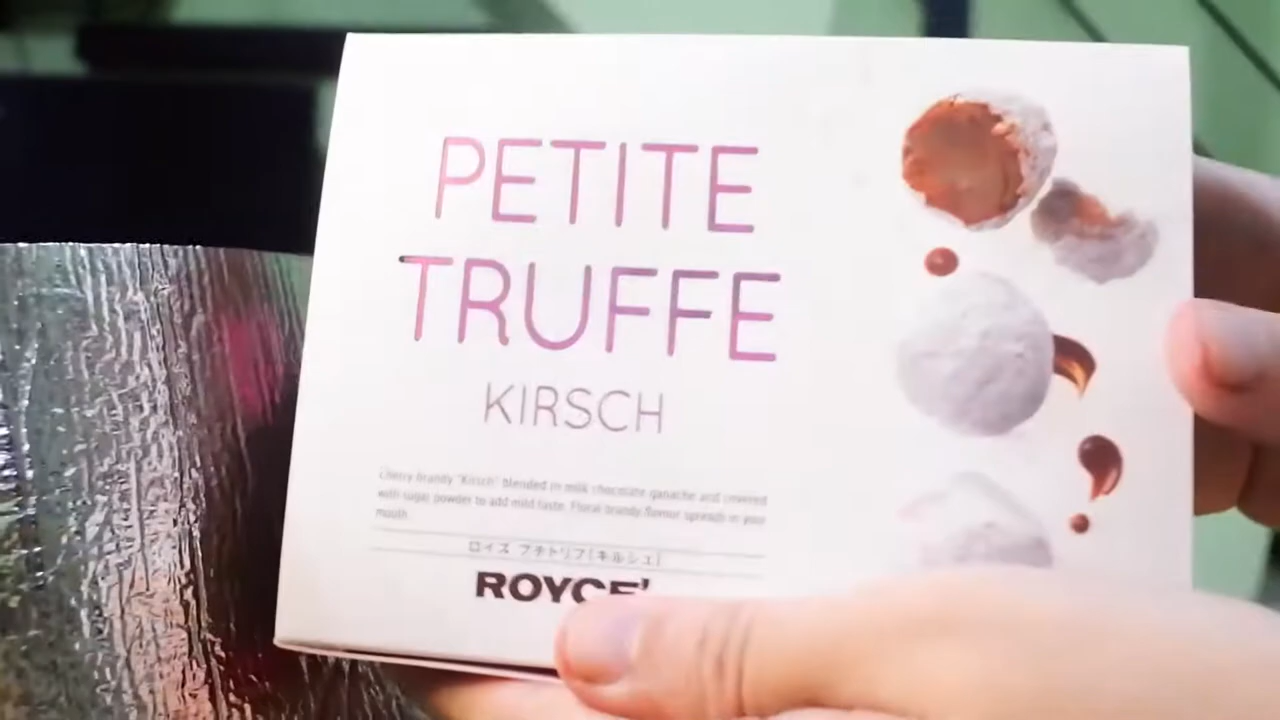 PETITE
TRUFFE
KIRSCH
Cherry brandy "Kirsch" blended in milk chocolate ganache and covered
with sugar powder to add mild taste. Floral brandy flavour spreads in your
mouth.
ロイズ プチトリフ[キルシュ]
ROYCE'